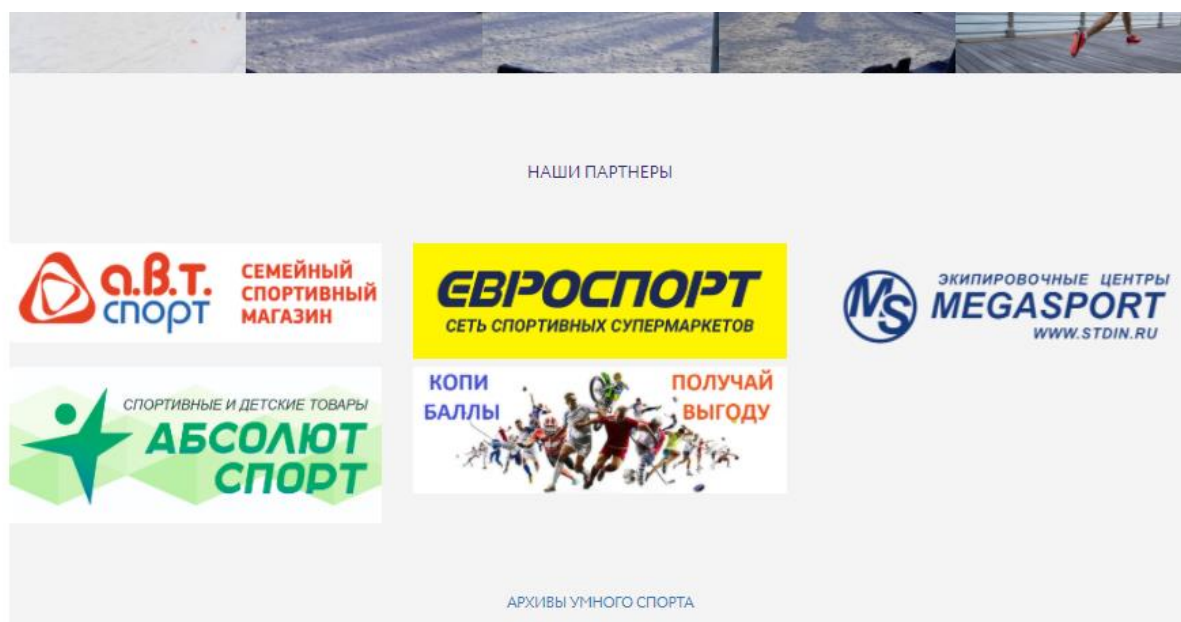 НАШИ ПАРТНЕРЫ
а.в.т.
спорт
СЕМЕЙНЫЙ
СПОРТИВНЫЙ
МАГАЗИН
ЕВРОСПОРТ
СЕТЬ СПОРТИВНЫХ СУПЕРМАРКЕТОВ
MS
ЭКИПИРОВОЧНЫЕ ЦЕНТРЫ
MEGASPORT
WWW.STDIN.RU
СПОРТИВНЫЕ И ДЕТСКИЕ ТОВАРЫ
АБСОЛЮТ
СПОРТ
КОПИ
БАЛЛЫ
ПОЛУЧАЙ
ВЫГОДУ
АРХИВЫ УМНОГО СПОРТА